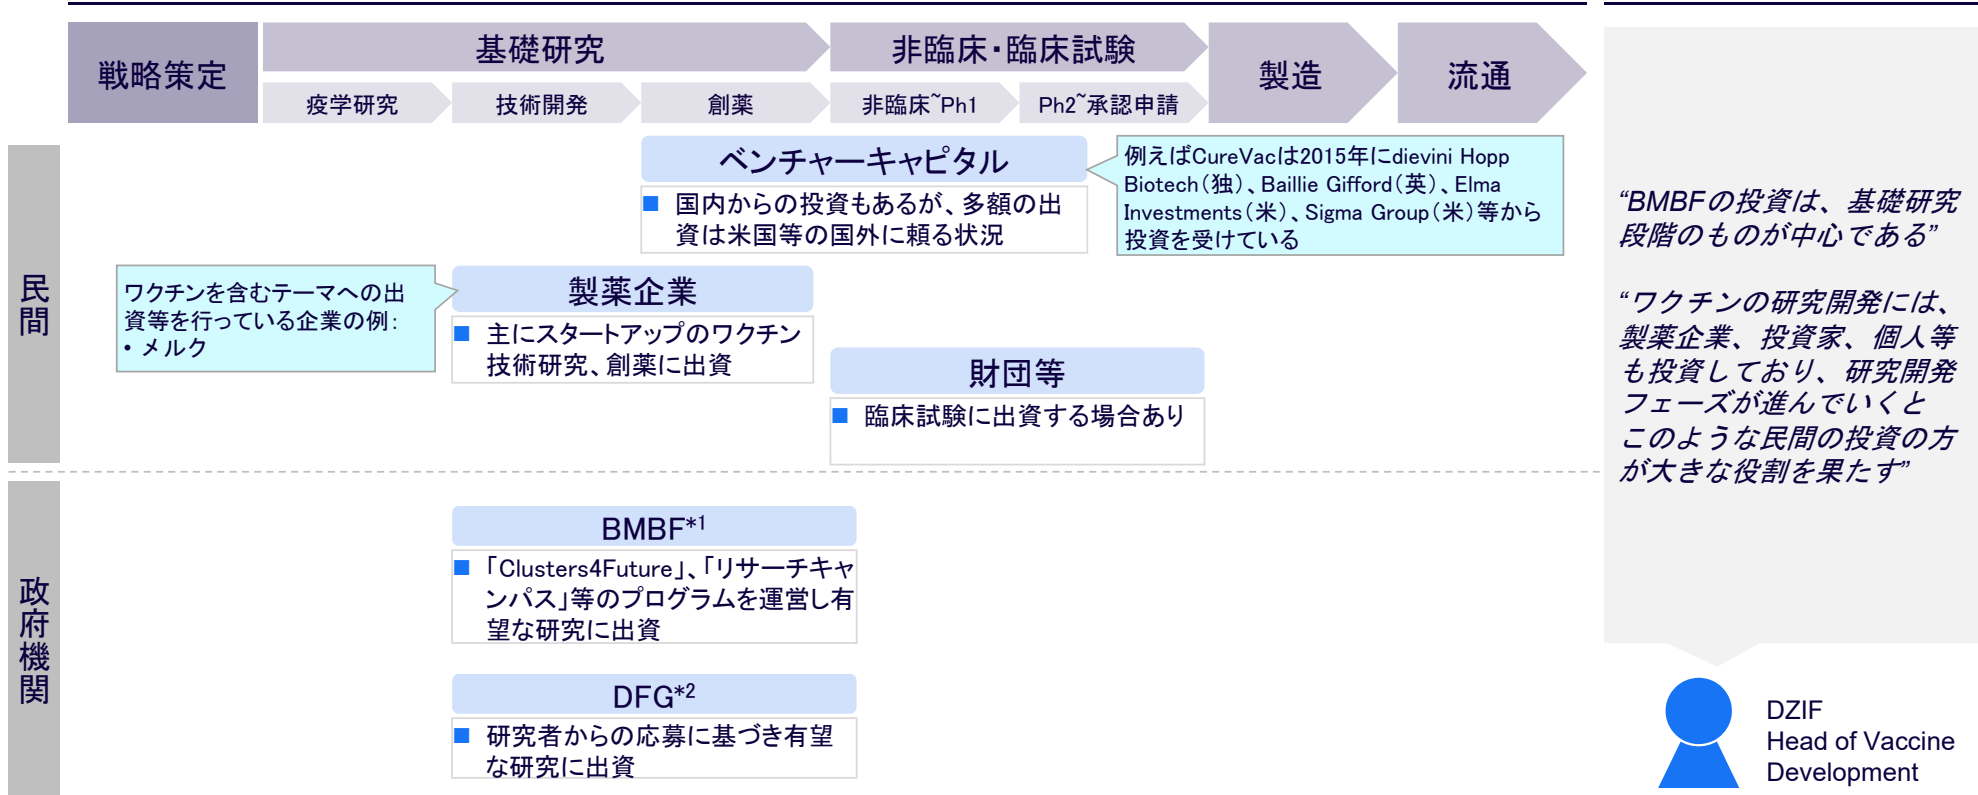 戦略策定
基礎研究
非臨床・臨床試験
製造
流通
疫学研究
技術開発
創薬
非臨床~Ph1
Ph2~承認申請
民間
ベンチャーキャピタル
■ 国内からの投資もあるが、多額の出
資は米国等の国外に頼る状況
例えばCureVacは2015年にdievini Hopp
Biotech(独)、Baillie Gifford(英)、Elma
Investments(米)、Sigma Group(米)等から
投資を受けている
ワクチンを含むテーマへの出
資等を行っている企業の例:
• メルク
製薬企業
■ 主にスタートアップのワクチン
技術研究、創薬に出資
財団等
■ 臨床試験に出資する場合あり
政府機関
BMBF*1
■ 「Clusters4Future」、「リサーチキャ
ンパス」等のプログラムを運営し有
望な研究に出資
DFG*2
■ 研究者からの応募に基づき有望
な研究に出資
“BMBFの投資は、基礎研究
段階のものが中心である”
“ワクチンの研究開発には、
製薬企業、投資家、個人等
も投資しており、研究開発
フェーズが進んでいくと
このような民間の投資の方
が大きな役割を果たす”
DZIF
Head of Vaccine
Development